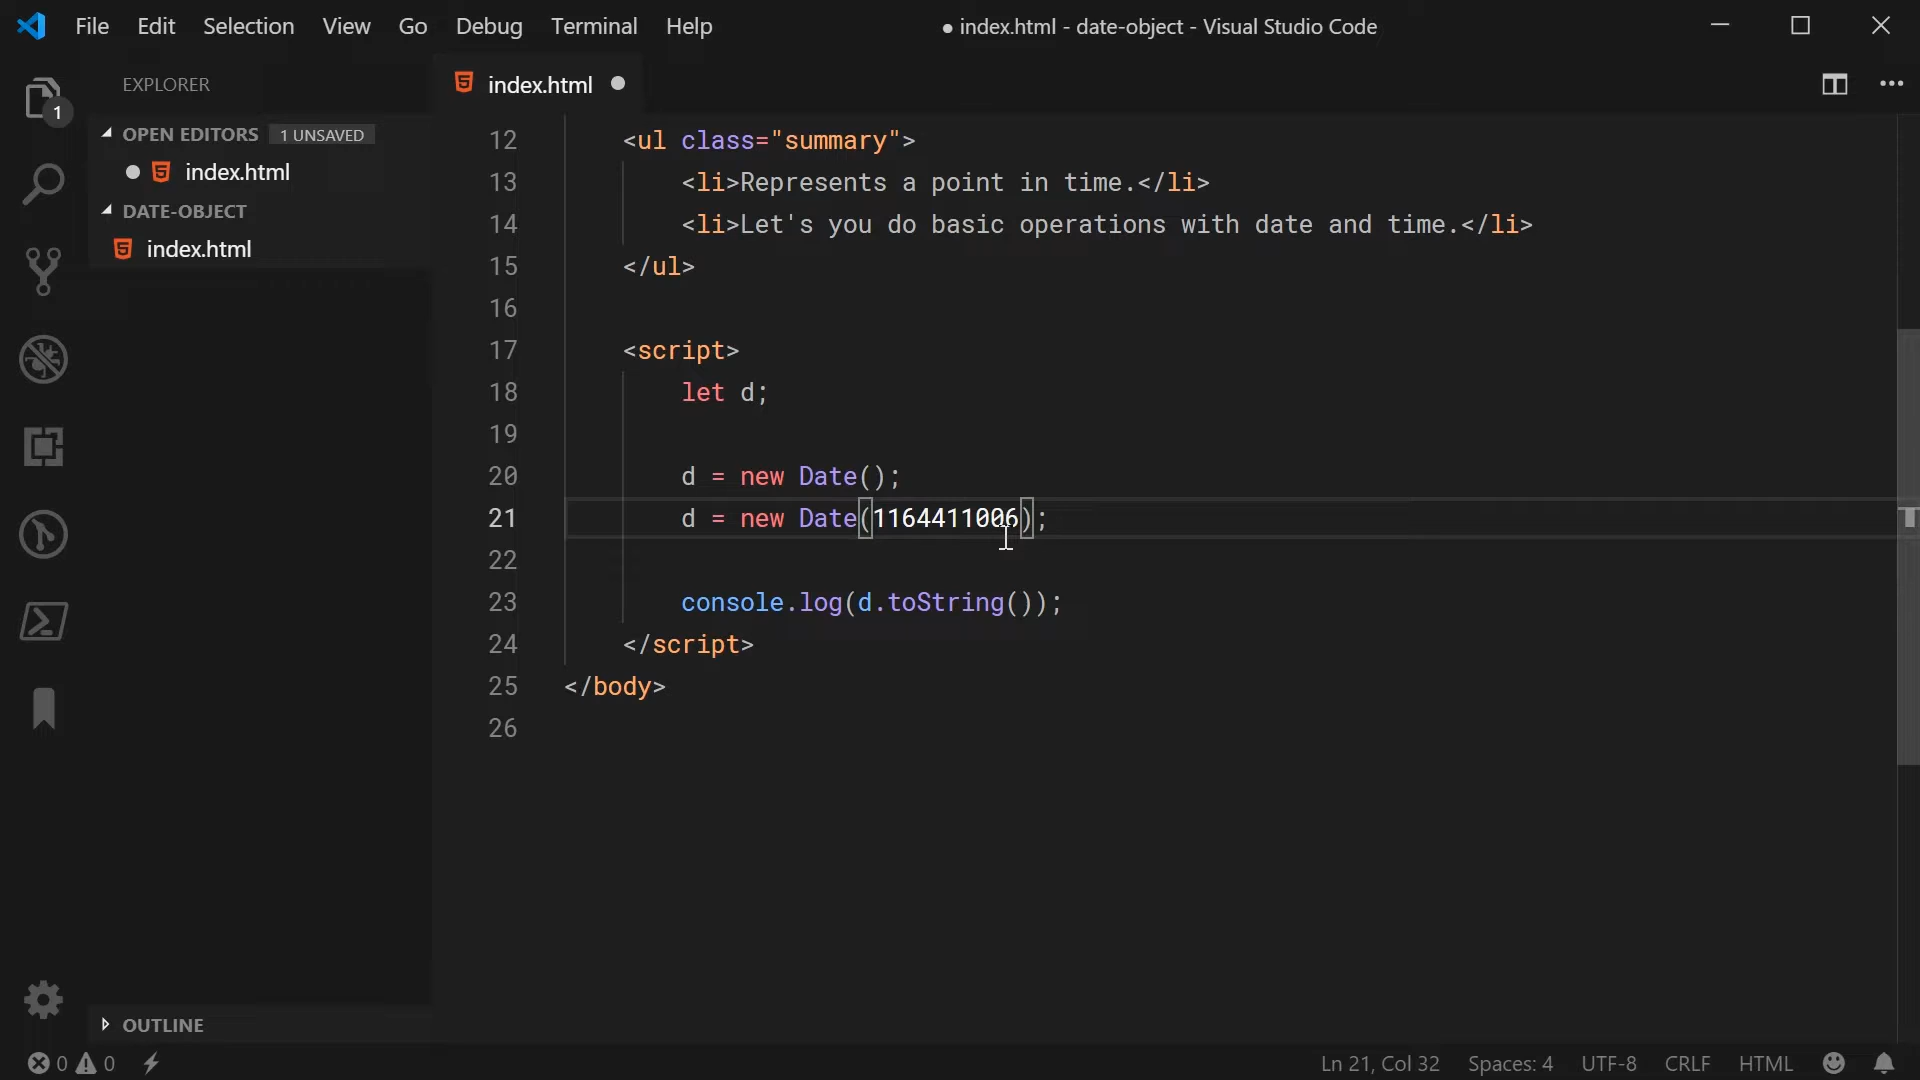 File Edit Selection View Go Debug Terminal Help
● index.html - date-object - Visual Studio Code
1
EXPLORER
OPEN EDITORS 1 UNSAVED
index.html
DATE-OBJECT
index.html
OUTLINE
index.html
12 <ul class="summary">
13 <li>Represents a point in time.</li>
14 <li>Let's you do basic operations with date and time.</li>
15 </ul>
16
17 <script>
18 let d;
19
20 d = new Date();
21 d = new Date(1164411006);
22
23 console.log(d.toString());
24 </script>
25 </body>
26
0 0
Ln 21, Col 32 Spaces: 4 UTF-8 CRLF HTML